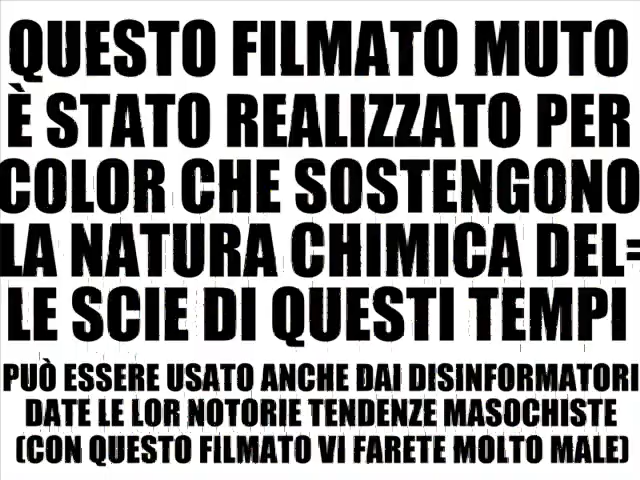 QUESTO FILMATO MUTO
È STATO REALIZZATO PER
COLOR CHE SOSTENGONO
LA NATURA CHIMICA DEL=
LE SCIE DI QUESTI TEMPI
PUÒ ESSERE USATO ANCHE DAI DISINFORMATORI
DATE LE LOR NOTORIE TENDENZE MASOCHISTE
(CON QUESTO FILMATO VI FARETE MOLTO MALE)